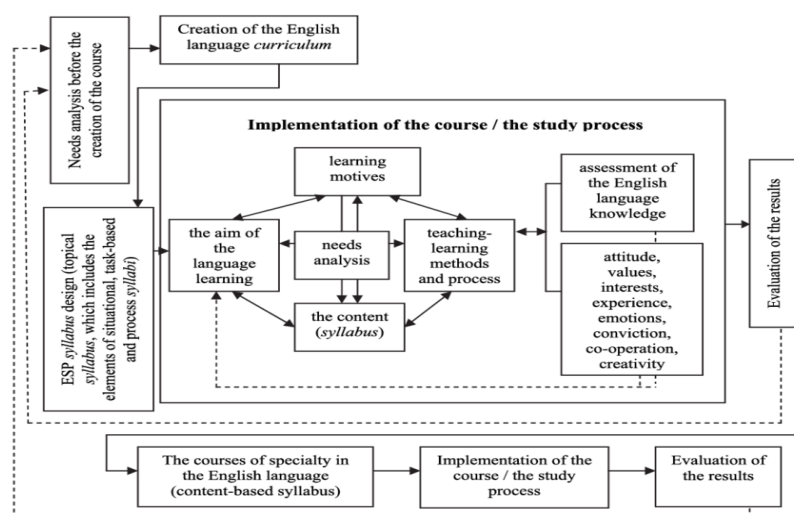 Needs analysis before the
creation of the course
Creation of the English
language curriculum
ESP syllabus design (topical
syllabus, which includes the
elements of situational, task-based
and process syllabi)
Implementation of the course / the study process
learning
motives
the aim of
the
language
learning
needs
analysis
teaching-
learning
methods
and process
the content
(syllabus)
assessment of
the English
language
knowledge
attitude,
values,
interests,
experience,
emotions,
conviction,
co-operation,
creativity
Evaluation of the results
The courses of specialty in
the English language
(content-based syllabus)
Implementation of the
course / the study
process
Evaluation of
the results